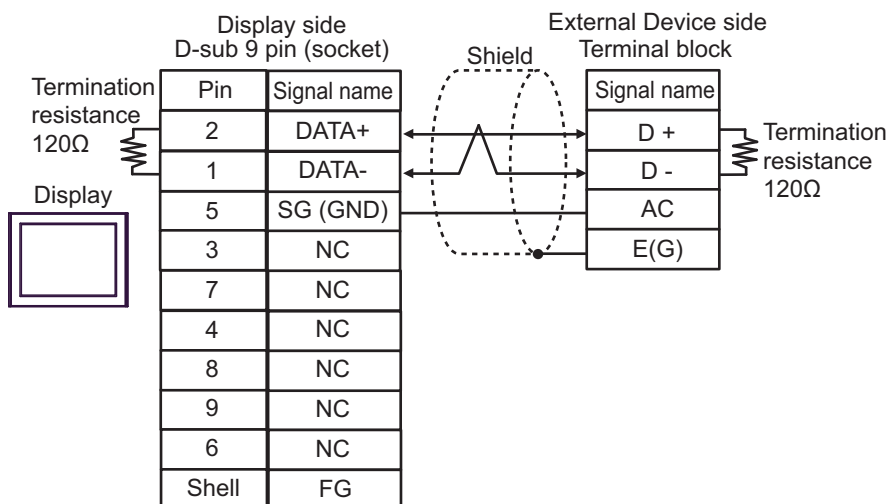 Display side
D-sub 9 pin (socket)
External Device side
Terminal block
Shield
Termination
resistance
120Ω
Display
Pin Signal name
2 DATA+
1 DATA-
5 SG (GND)
3 NC
7 NC
4 NC
8 NC
9 NC
6 NC
Shell FG
Signal name
D +
D -
AC
E(G)
Termination
resistance
120Ω